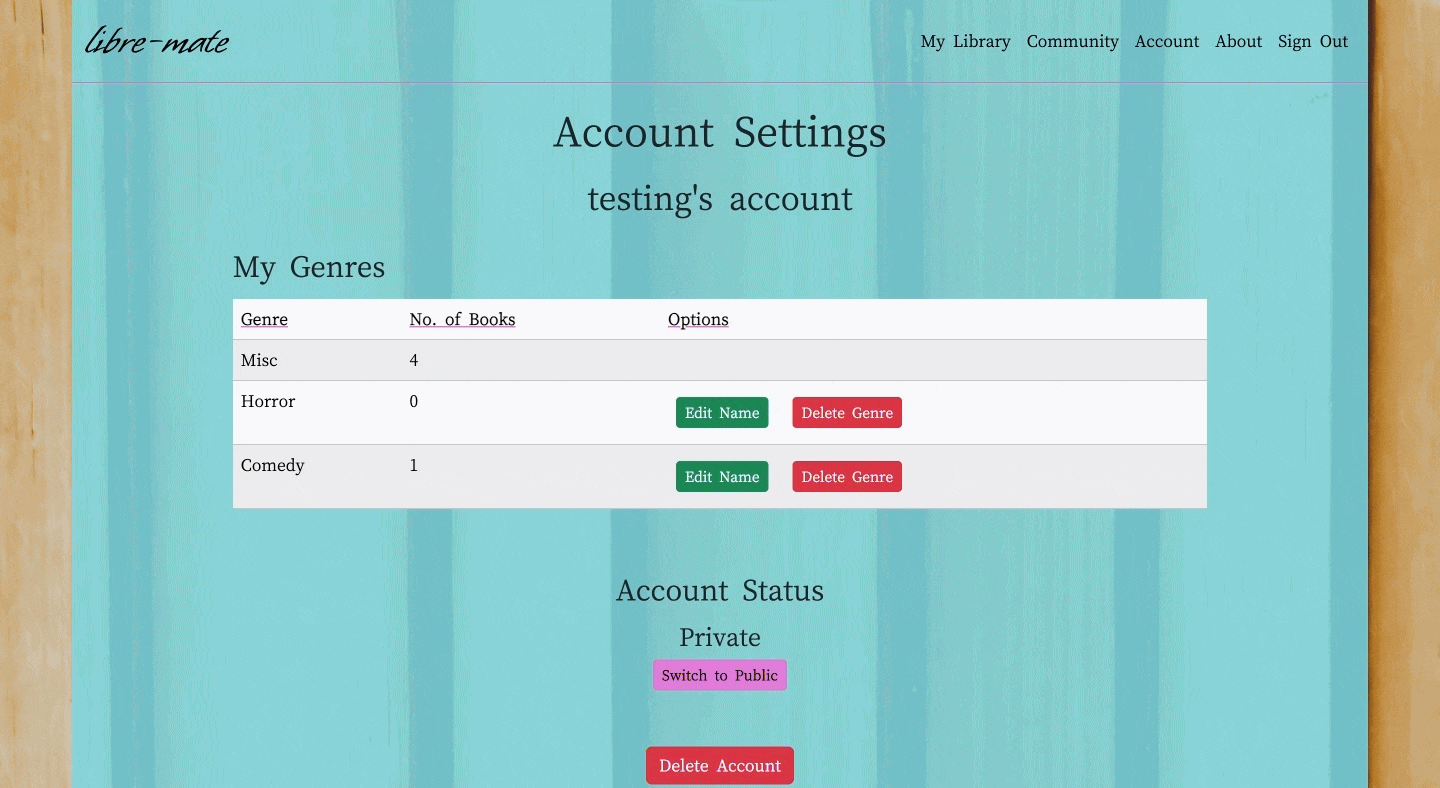 libre-mate My Library Community Account About Sign Out
Account Settings
testing's account
My Genres
Genre No. of Books Options
Misc 4
Horror 0 Edit Name Delete Genre
Comedy 1 Edit Name Delete Genre
Account Status
Private
Switch to Public
Delete Account